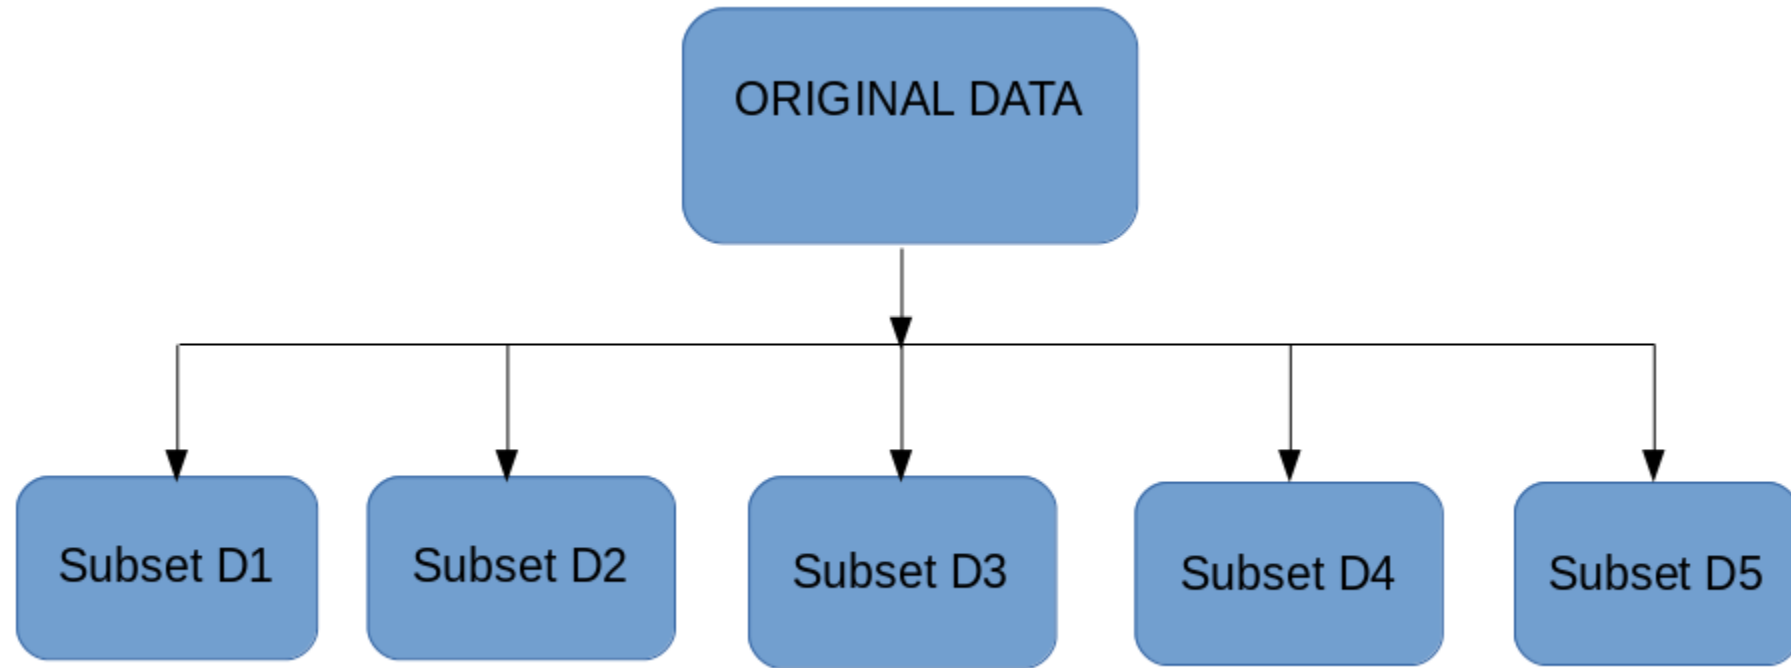 ORIGINAL DATA
Subset D1
Subset D2
Subset D3
Subset D4
Subset D5